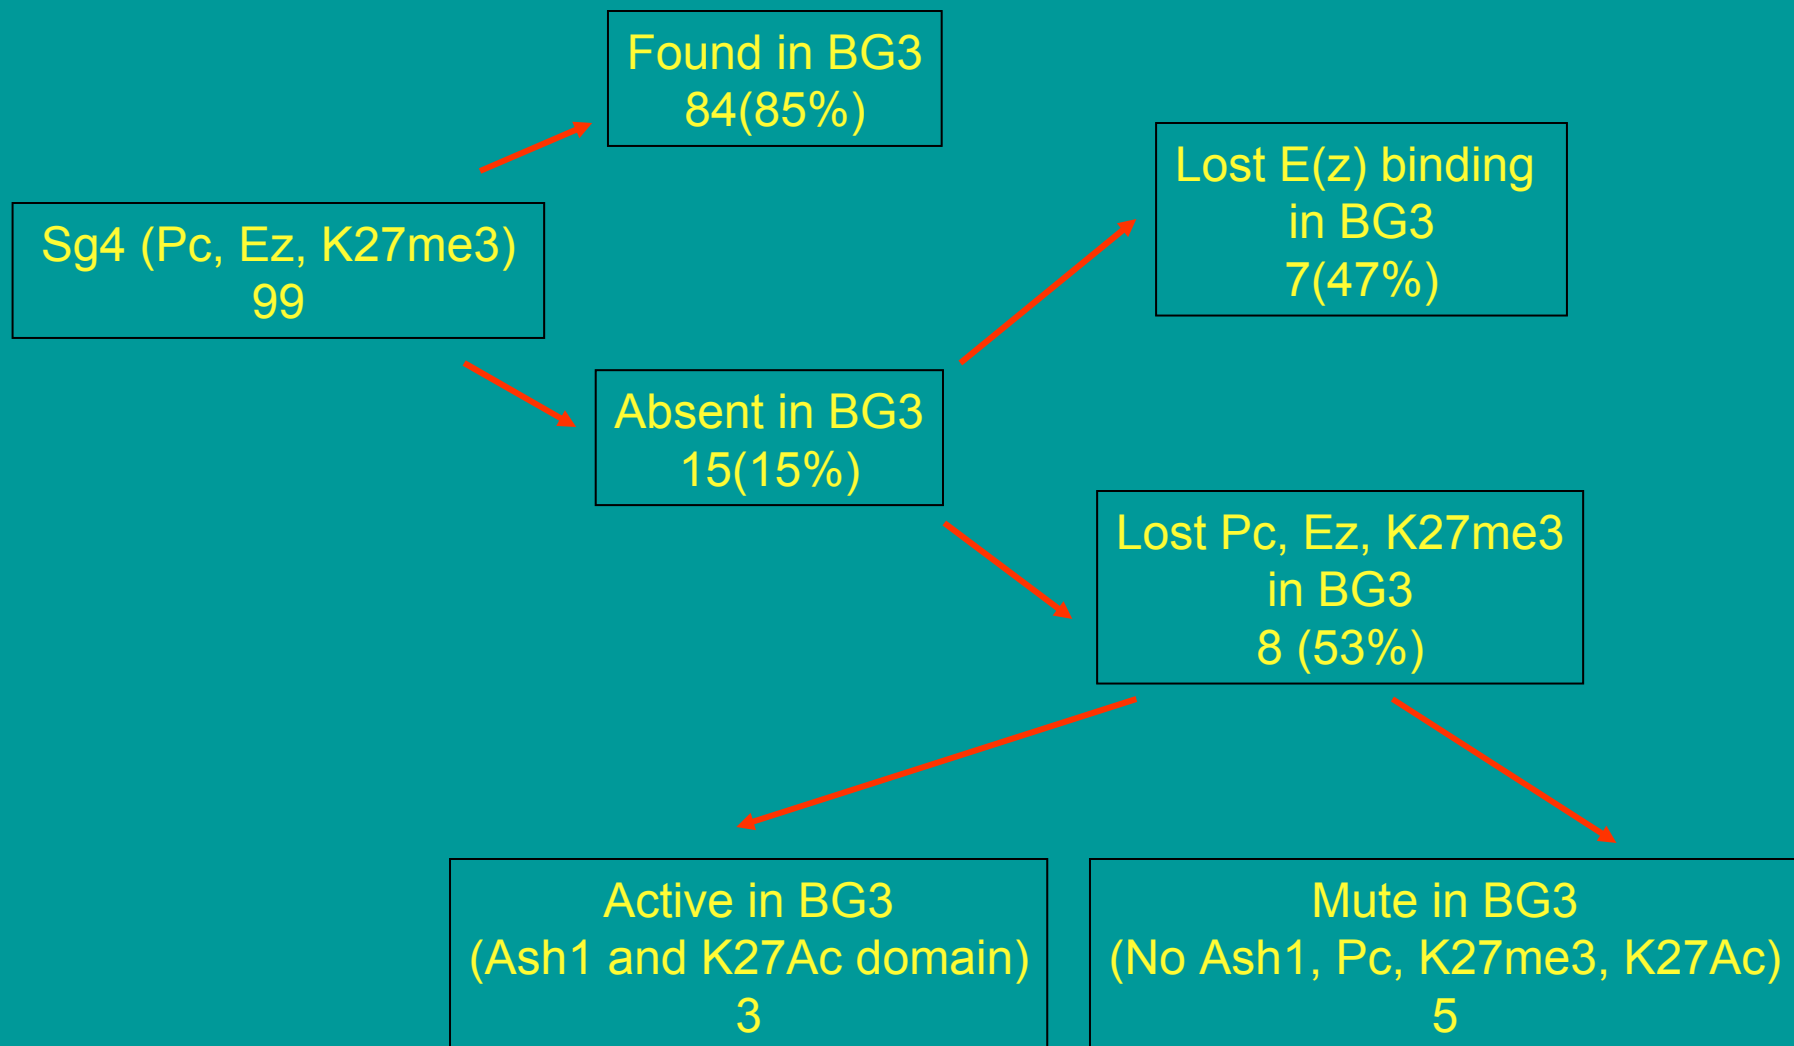 Found in BG3
84(85%)
Sg4 (Pc, Ez, K27me3)
99
Lost E(z) binding
in BG3
7(47%)
Absent in BG3
15(15%)
Lost Pc, Ez, K27me3
in BG3
8 (53%)
Active in BG3
(Ash1 and K27Ac domain)
3
Mute in BG3
(No Ash1, Pc, K27me3, K27Ac)
5